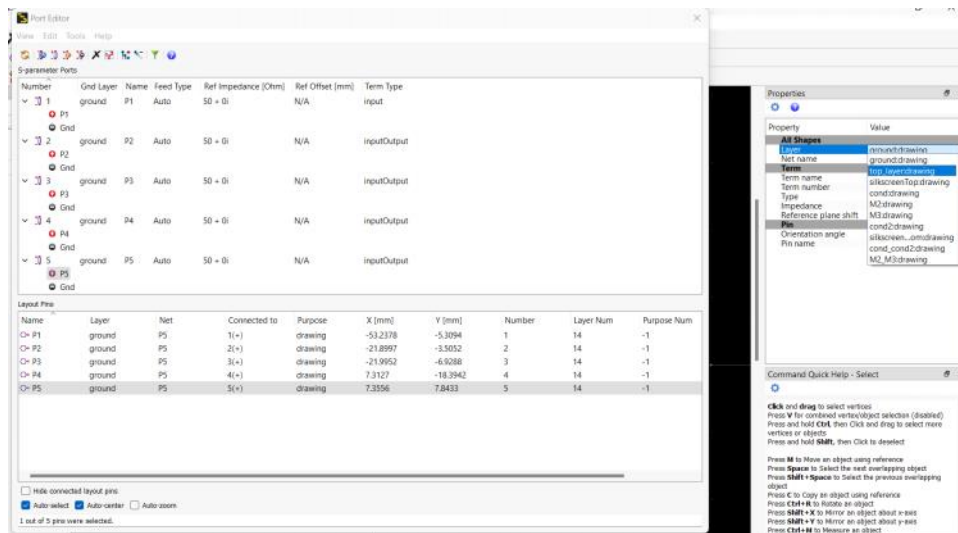 Port Editor
View Edit Tools Help
S-parameter Ports
Number Gnd Layer Name Feed Type Ref Impedance [Ohm] Ref Offset [mm] Term Type
1 ground P1 Auto 50 + 0i N/A input
P1
Gnd
2 ground P2 Auto 50 + 0i N/A inputOutput
P2
Gnd
3 ground P3 Auto 50 + 0i N/A inputOutput
P3
Gnd
4 ground P4 Auto 50 + 0i N/A inputOutput
P4
Gnd
5 ground P5 Auto 50 + 0i N/A inputOutput
P5
Gnd
Layout Pins
Name Layer Net Connected to Purpose X [mm] Y [mm] Number Layer Num Purpose Num
P1 ground P5 1(+) drawing -53.2378 -5.3094 1 14 -1
P2 ground P5 2(+) drawing -21.8997 -3.5052 2 14 -1
P3 ground P5 3(+) drawing -21.9952 -6.9288 3 14 -1
P4 ground P5 4(+) drawing 7.3127 -18.3942 4 14 -1
P5 ground P5 5(+) drawing 7.3556 7.8433 5 14 -1
Hide connected layout pins
Auto-select Auto-center Auto-zoom
1 out of 5 pins were selected.
Properties
Property Value
All Shapes
Layer ground:drawing
Net name ground:drawing
Term top_layer:drawing
Term name silkscreenTop:drawing
Term number cond:drawing
Type M2:drawing
Impedance M3:drawing
Reference plane shift cond2:drawing
Pin silkscreen...om:drawing
Orientation angle cond_cond2:drawing
Pin name M2_M3:drawing
Command Quick Help - Select
Click and drag to select vertices
Press V for combined vertex/object selection (disabled)
Press and hold Ctrl, then Click and drag to select more
vertices or objects
Press and hold Shift, then Click to deselect
Press M to Move an object using reference
Press Space to Select the next overlapping object
Press Shift+Space to Select the previous overlapping
object
Press C to Copy an object using reference
Press Ctrl+R to Rotate an object
Press Shift+X to Mirror an object about x-axis
Press Shift+Y to Mirror an object about y-axis
Press Ctrl+M to Measure an object